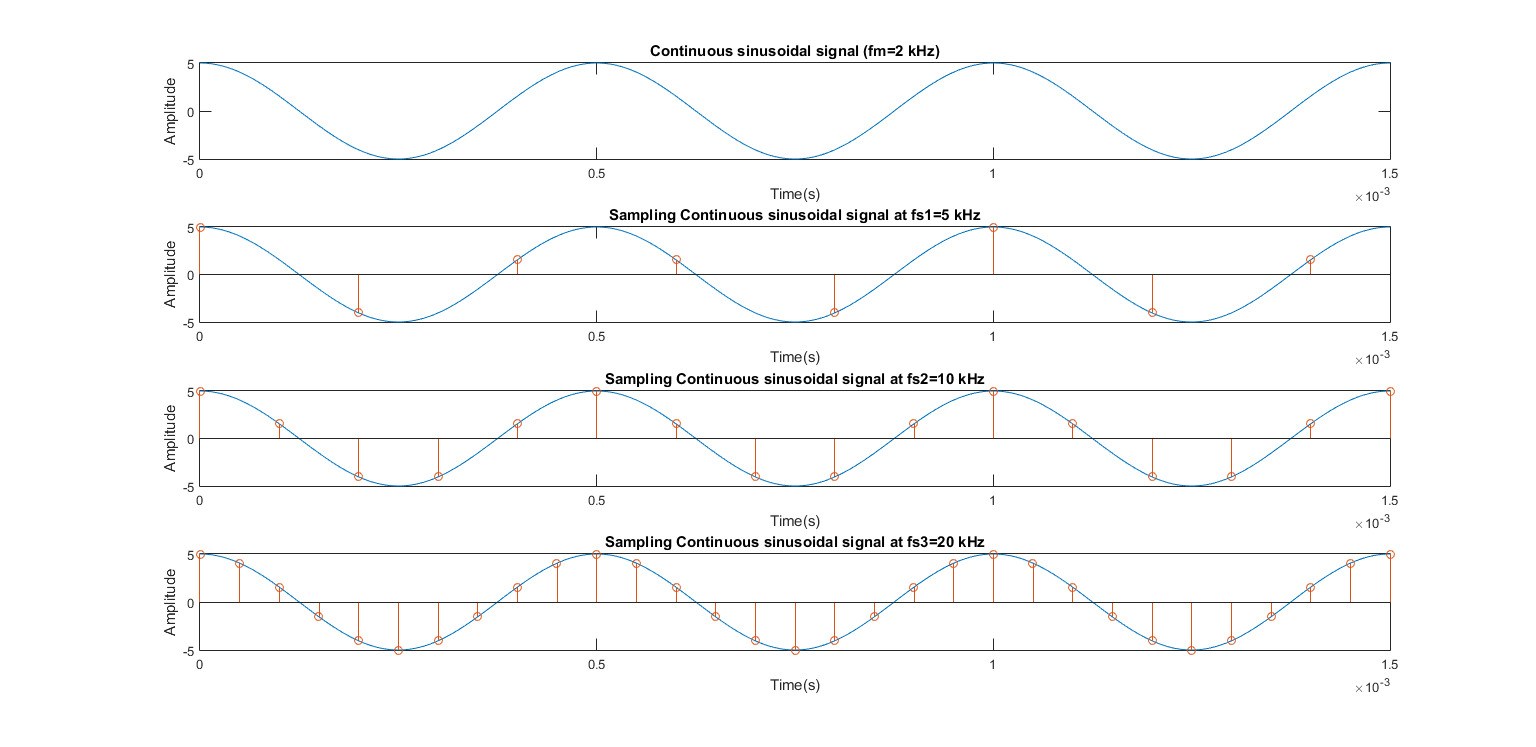 Continuous sinusoidal signal (fm=2 kHz)
5
0
-5
Amplitude
0 0.5 1 1.5
Time(s)
×10-3
Sampling Continuous sinusoidal signal at fs1=5 kHz
5
0
-5
Amplitude
0 0.5 1 1.5
Time(s)
×10-3
Sampling Continuous sinusoidal signal at fs2=10 kHz
5
0
-5
Amplitude
0 0.5 1 1.5
Time(s)
×10-3
Sampling Continuous sinusoidal signal at fs3=20 kHz
5
0
-5
Amplitude
0 0.5 1 1.5
Time(s)
×10-3